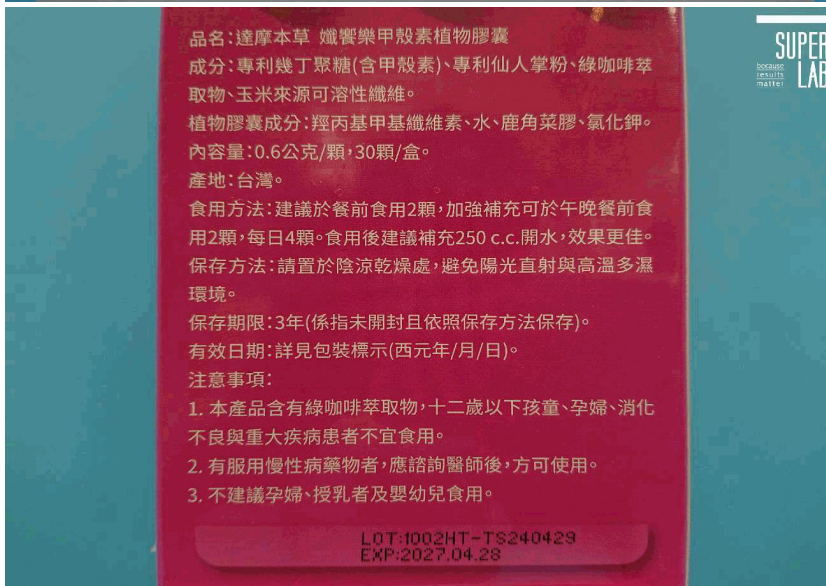 品名:達摩本草 孅饗樂甲殼素植物膠囊
成分:專利幾丁聚糖(含甲殼素)、專利仙人掌粉、綠咖啡萃
取物、玉米來源可溶性纖維。
植物膠囊成分:羥丙基甲基纖維素、水、鹿角菜膠、氯化鉀。
內容量:0.6公克/顆,30顆/盒。
產地:台灣。
食用方法:建議於餐前食用2顆,加強補充可於午晚餐前食
用2顆,每日4顆。食用後建議補充250 c.c.開水,效果更佳。
保存方法:請置於陰涼乾燥處,避免陽光直射與高溫多濕
環境。
保存期限:3年(係指未開封且依照保存方法保存)。
有效日期:詳見包裝標示(西元年/月/日)。
注意事項:
1. 本產品含有綠咖啡萃取物,十二歲以下孩童、孕婦、消化
不良與重大疾病患者不宜食用。
2. 有服用慢性病藥物者,應諮詢醫師後,方可使用。
3. 不建議孕婦、授乳者及嬰幼兒食用。
LOT:1002HT-TS240429
EXP:2027.04.28
SUPER
because
results
matter
LAB